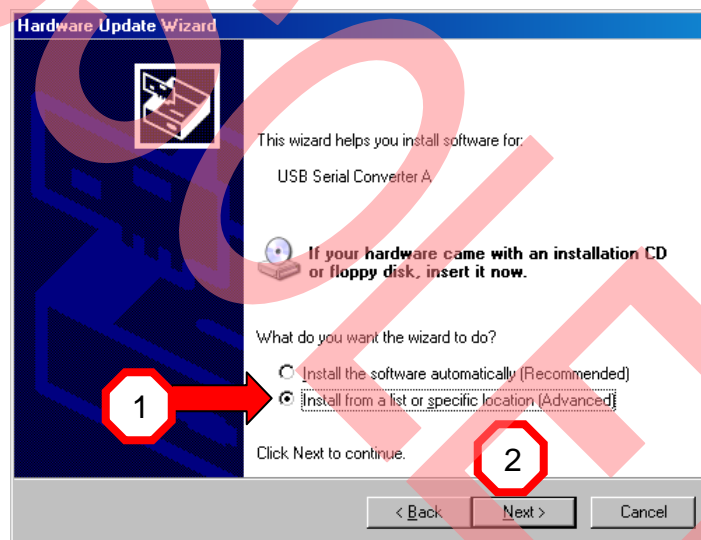 Hardware Update Wizard
This wizard helps you install software for:
USB Serial Converter A
If your hardware came with an installation CD
or floppy disk, insert it now.
What do you want the wizard to do?
Install the software automatically (Recommended)
1
Install from a list or specific location (Advanced)
Click Next to continue.
2
< Back
Next >
Cancel